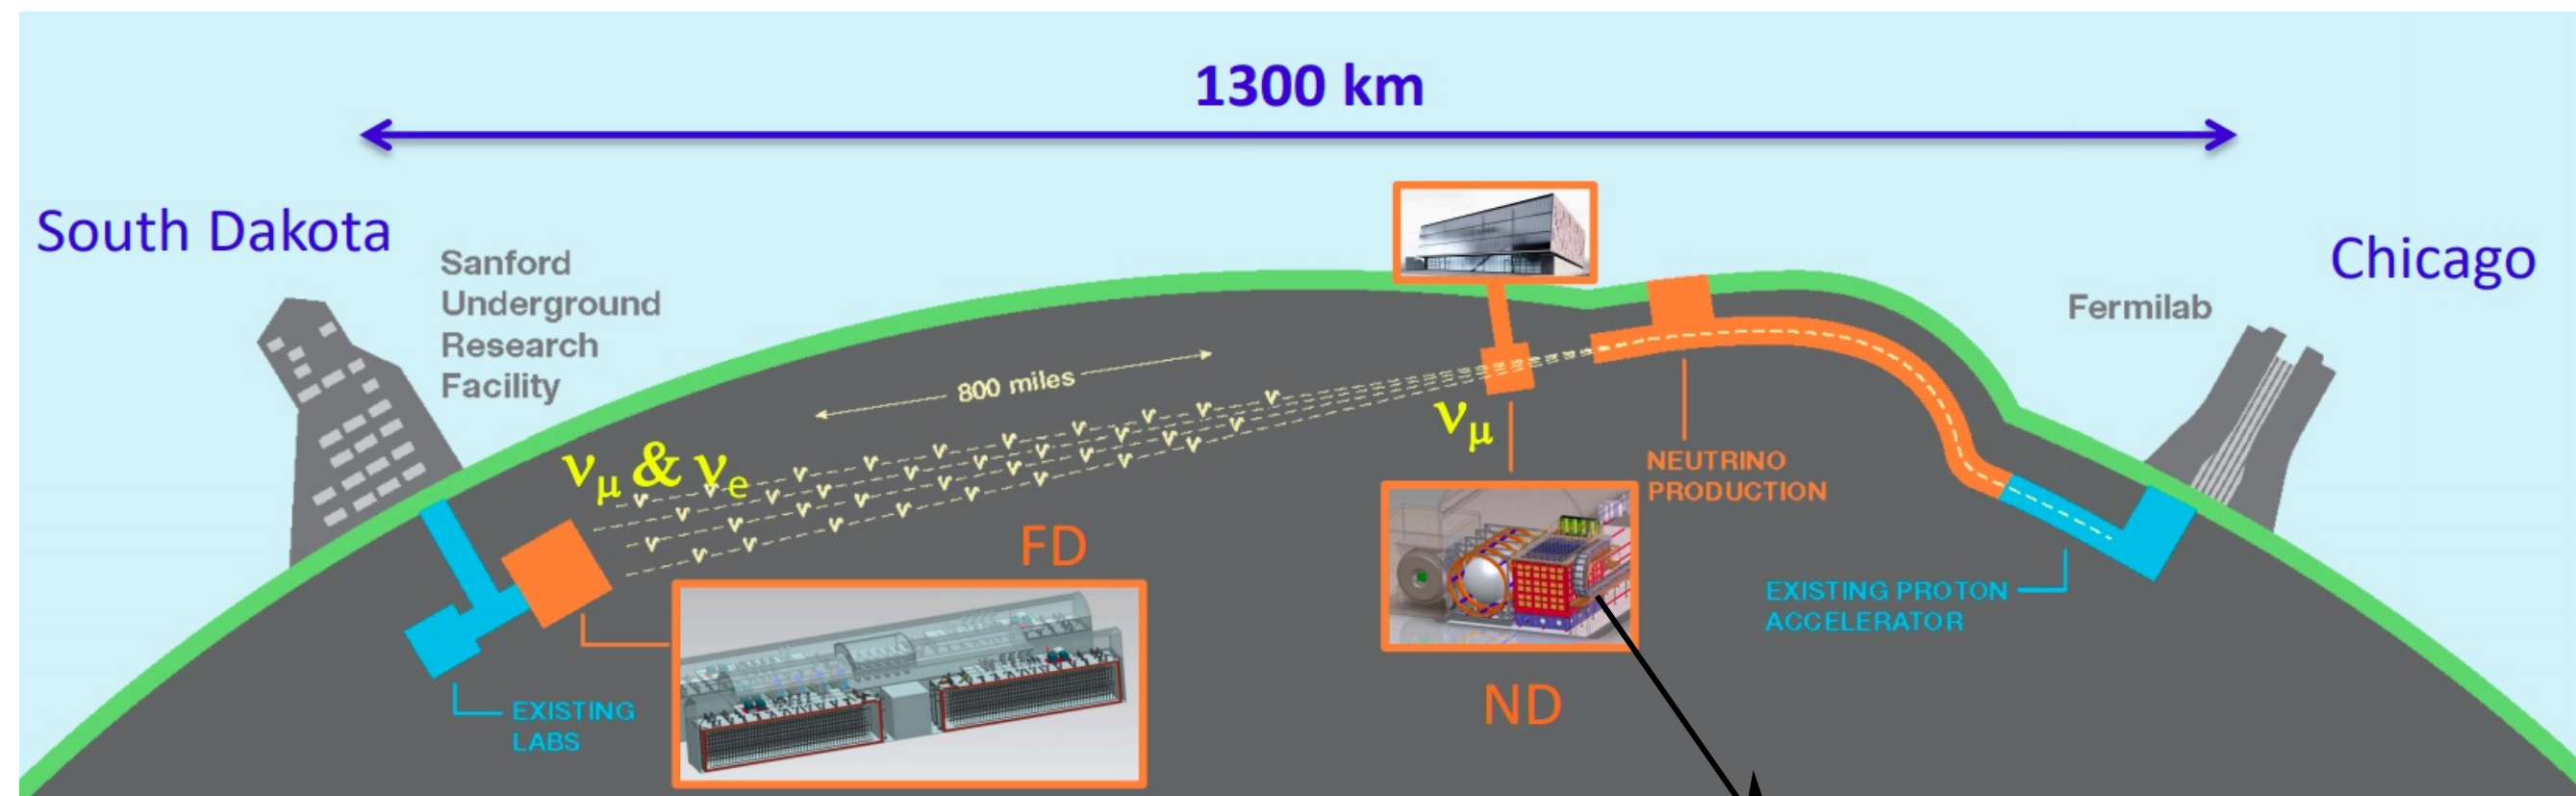 1300 km
South Dakota
Sanford
Underground
Research
Facility
Chicago
Fermilab
800 miles
νμ & νe
νμ
NEUTRINO
PRODUCTION
FD
EXISTING PROTON
ACCELERATOR
ND
EXISTING
LABS